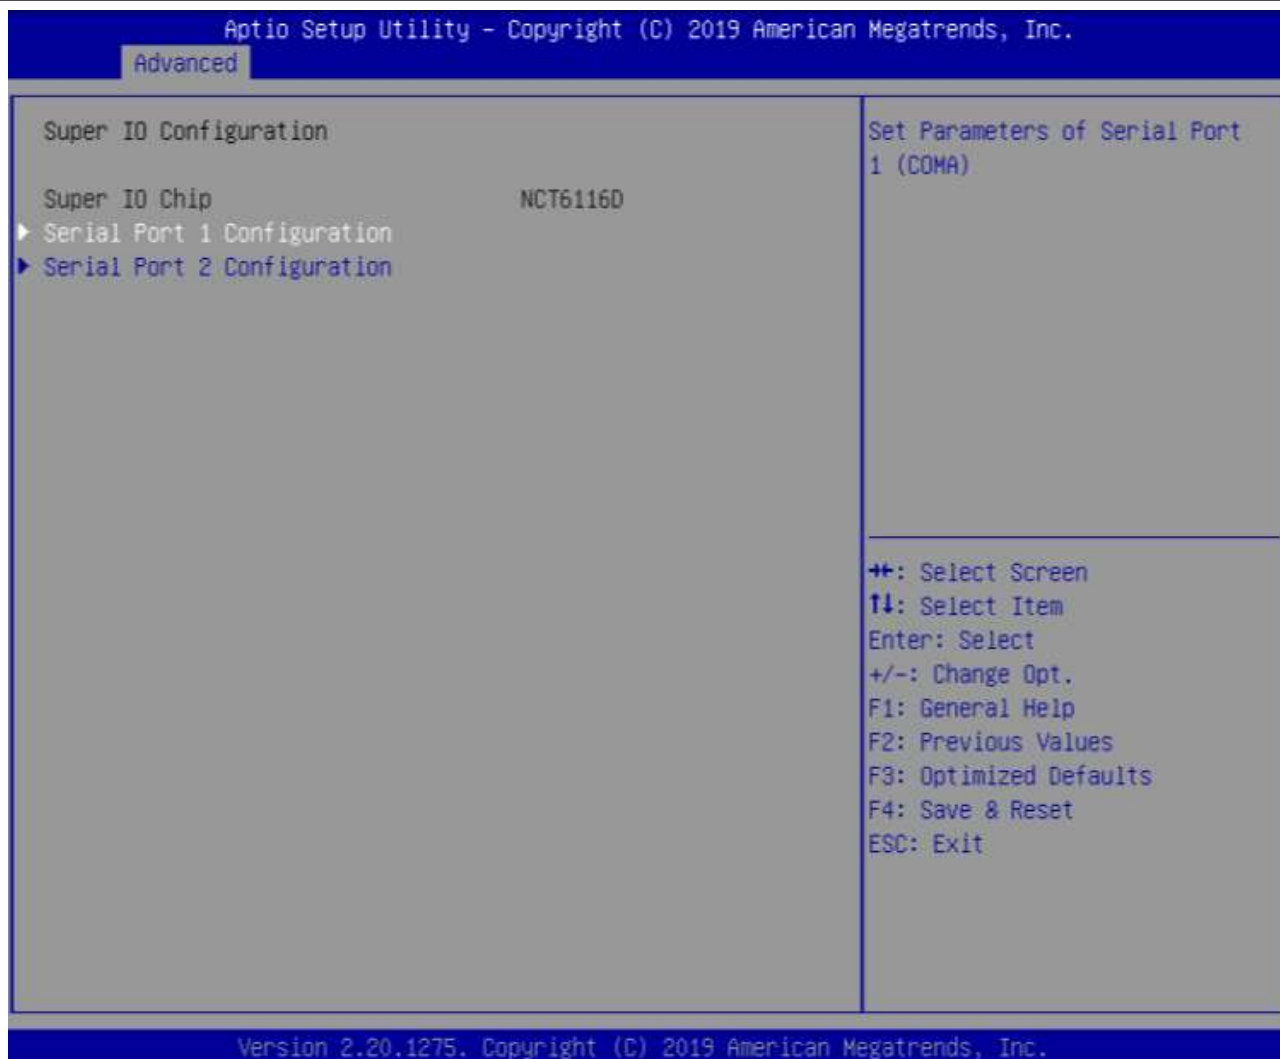 Aptio Setup Utility – Copyright (C) 2019 American Megatrends, Inc.
Advanced
Super IO Configuration
Super IO Chip NCT6116D
Serial Port 1 Configuration
Serial Port 2 Configuration
Set Parameters of Serial Port
1 (COMA)
→←: Select Screen
↑↓: Select Item
Enter: Select
+/-: Change Opt.
F1: General Help
F2: Previous Values
F3: Optimized Defaults
F4: Save & Reset
ESC: Exit
Version 2.20.1275. Copyright (C) 2019 American Megatrends, Inc.